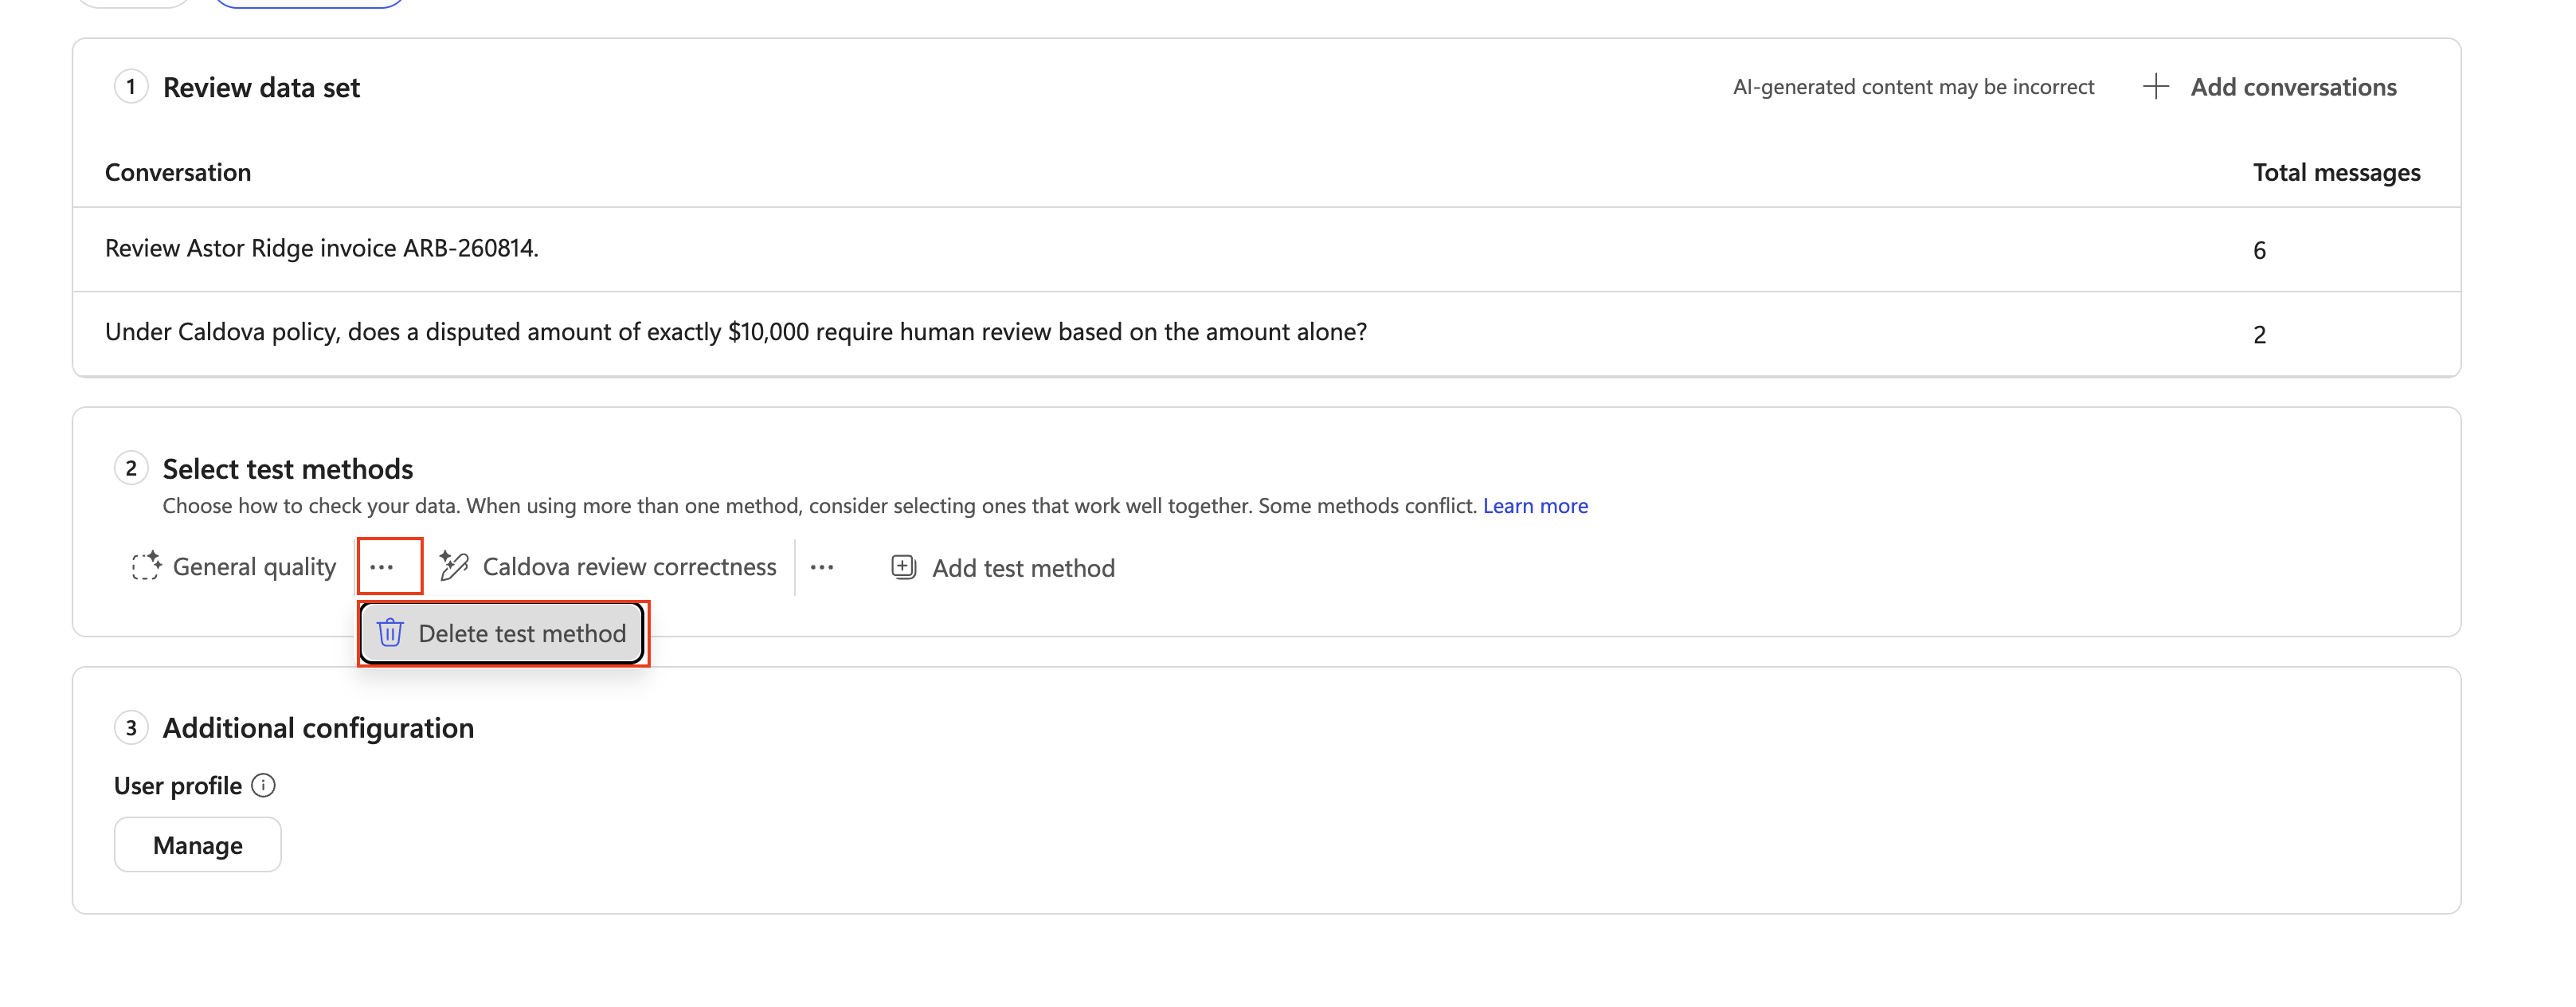 1 Review data set
AI-generated content may be incorrect
Add conversations
Conversation
Total messages
Review Astor Ridge invoice ARB-260814.
6
Under Caldova policy, does a disputed amount of exactly $10,000 require human review based on the amount alone?
2
2 Select test methods
Choose how to check your data. When using more than one method, consider selecting ones that work well together. Some methods conflict. Learn more
General quality
...
Caldova review correctness
...
Add test method
Delete test method
3 Additional configuration
User profile
Manage